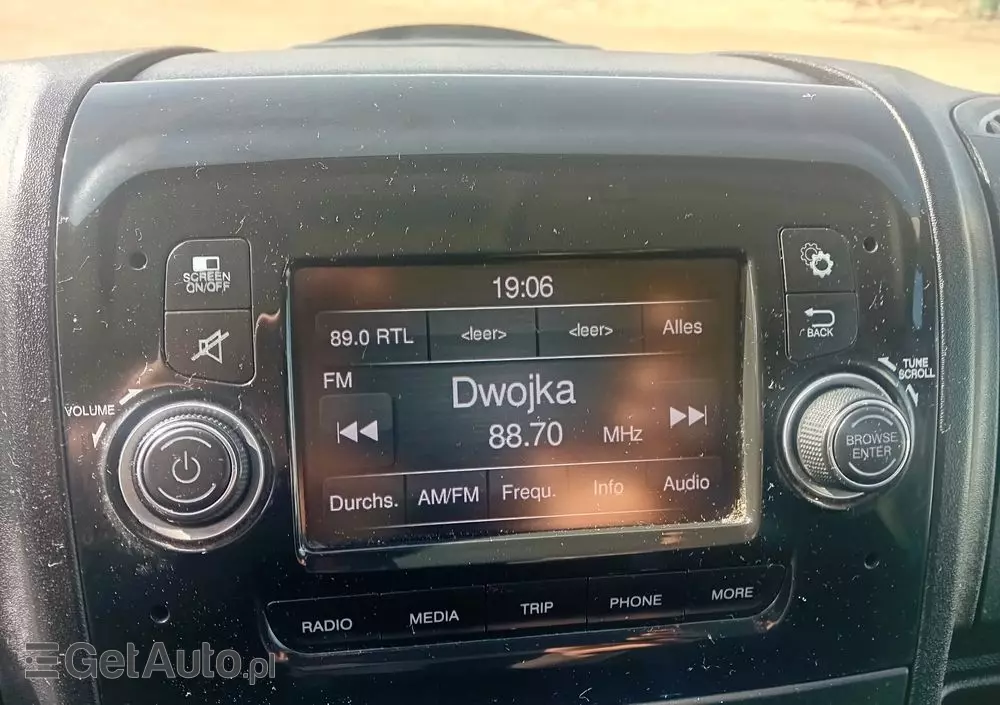 SCREEN
ON/OFF
VOLUME
19:06
89.0 RTL <leer> <leer> Alles
FM
Dwojka
88.70 MHz
Durchs. AM/FM Frequ. Info Audio
BACK
TUNE
SCROLL
BROWSE
ENTER
RADIO MEDIA TRIP PHONE MORE
GetAuto.pl